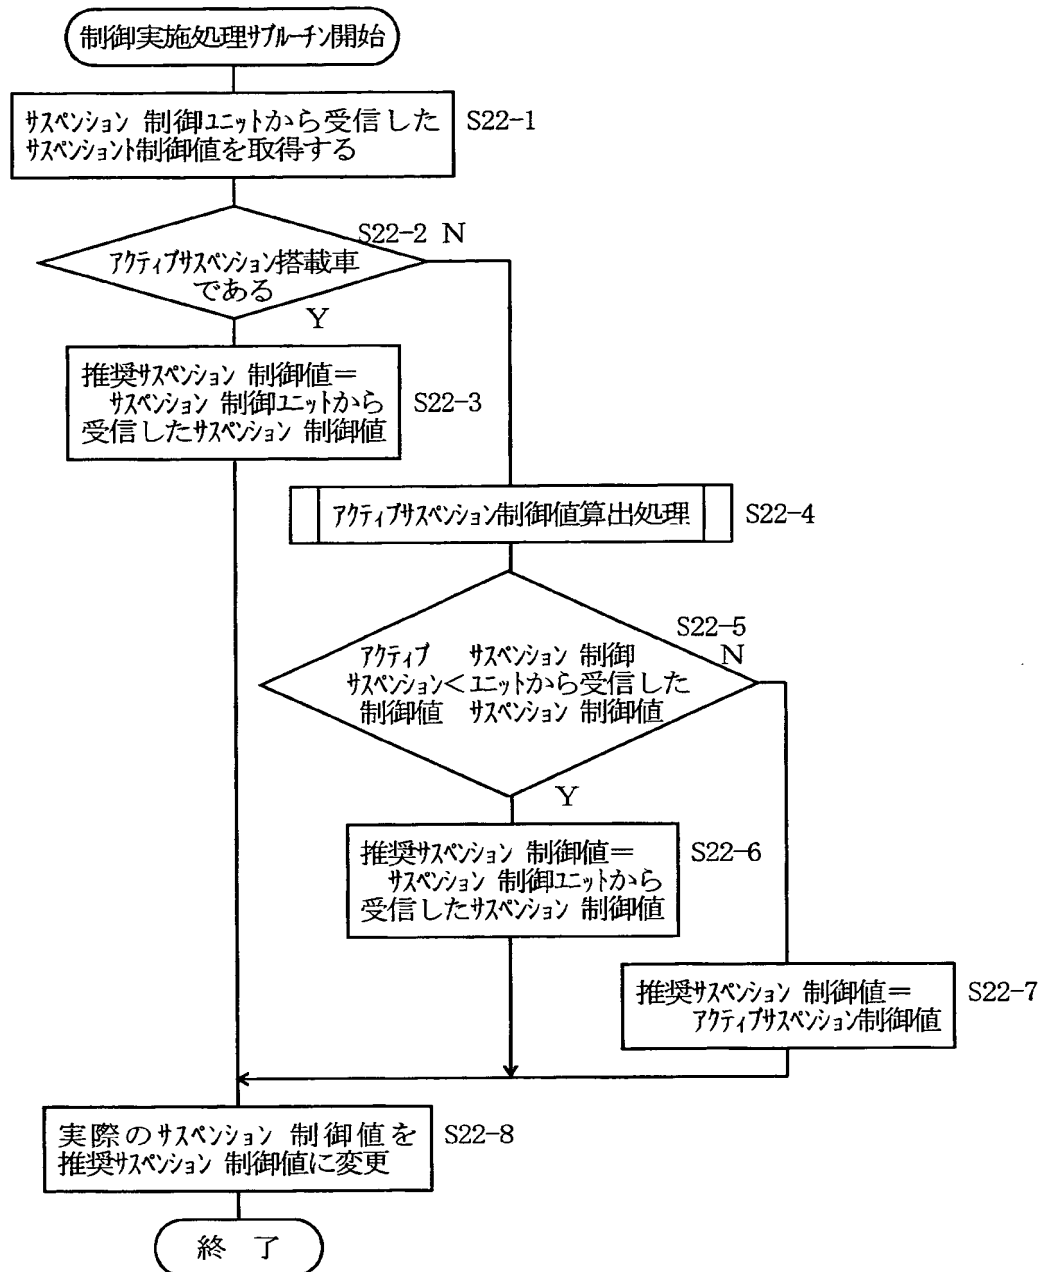 制御実施処理サブルーチン開始
サスペンション 制御ユニットから受信した
サスペンショント制御値を取得する
S22-1
S22-2 N
アクティブサスペンション搭載車
である
Y
推奨サスペンション 制御値＝
サスペンション 制御ユニットから
受信したサスペンション 制御値
S22-3
アクティブサスペンション制御値算出処理
S22-4
S22-5
N
アクティブ サスペンション 制御
サスペンション＜ユニットから受信した
制御値 サスペンション 制御値
Y
推奨サスペンション 制御値＝
サスペンション 制御ユニットから
受信したサスペンション 制御値
S22-6
推奨サスペンション 制御値＝
アクティブサスペンション制御値
S22-7
実際のサスペンション 制御値を
推奨サスペンション 制御値に変更
S22-8
終 了